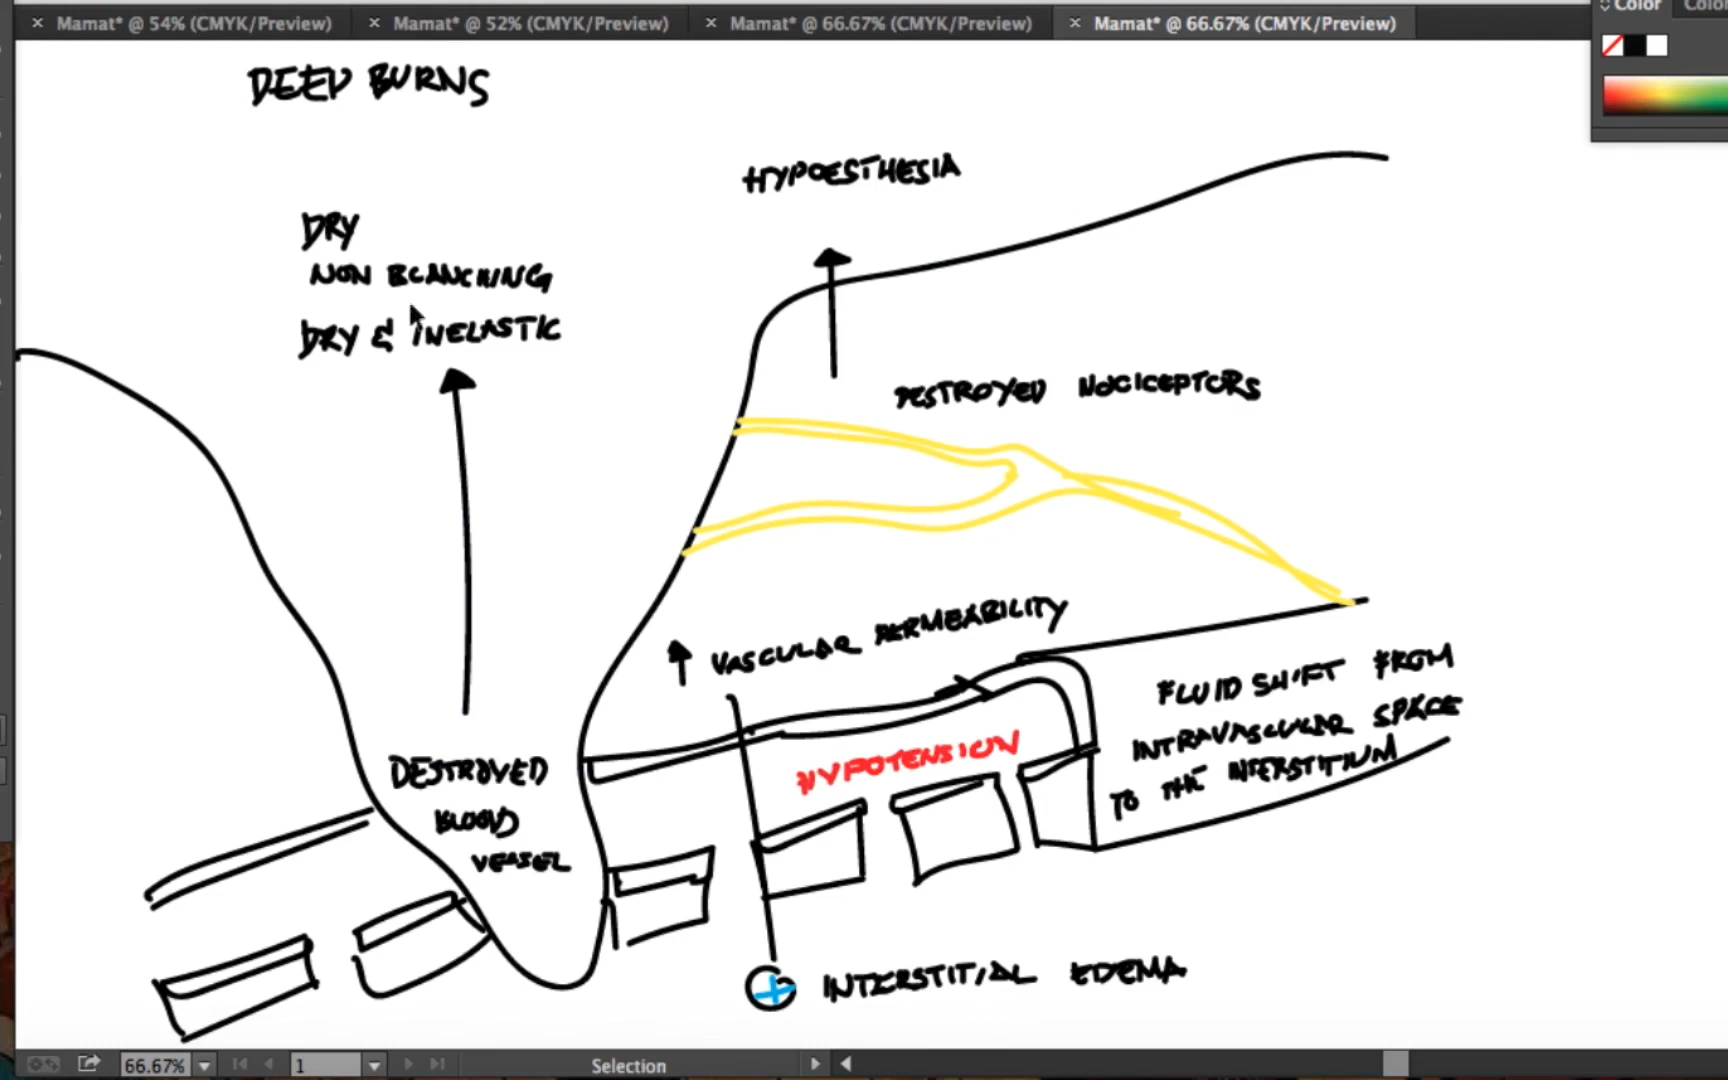 Mamat* @ 54% (CMYK/Preview)
Mamat* @ 52% (CMYK/Preview)
Mamat* @ 66.67% (CMYK/Preview)
Mamat* @ 66.67% (CMYK/Preview)
Color
DEEP BURNS
HYPOESTHESIA
DRY
NON BLANCHING
DRY & INELASTIC
DESTROYED NOCICEPTORS
VASCULAR PERMEABILITY
FLUID SHIFT FROM
INTRAVASCULAR SPACE
TO THE INTERSTITIUM
HYPOTENSION
DESTROYED
BLOOD
VESSEL
INTERSTITIAL EDEMA
66.67%
1
Selection